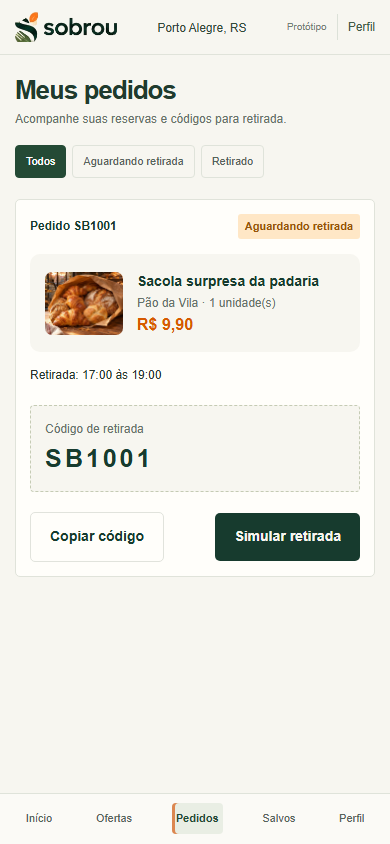 sobrou
Porto Alegre, RS
Protótipo
Perfil
Meus pedidos
Acompanhe suas reservas e códigos para retirada.
Todos
Aguardando retirada
Retirado
Pedido SB1001
Aguardando retirada
Sacola surpresa da padaria
Pão da Vila · 1 unidade(s)
R$ 9,90
Retirada: 17:00 às 19:00
Código de retirada
SB1001
Copiar código
Simular retirada
Início
Ofertas
Pedidos
Salvos
Perfil